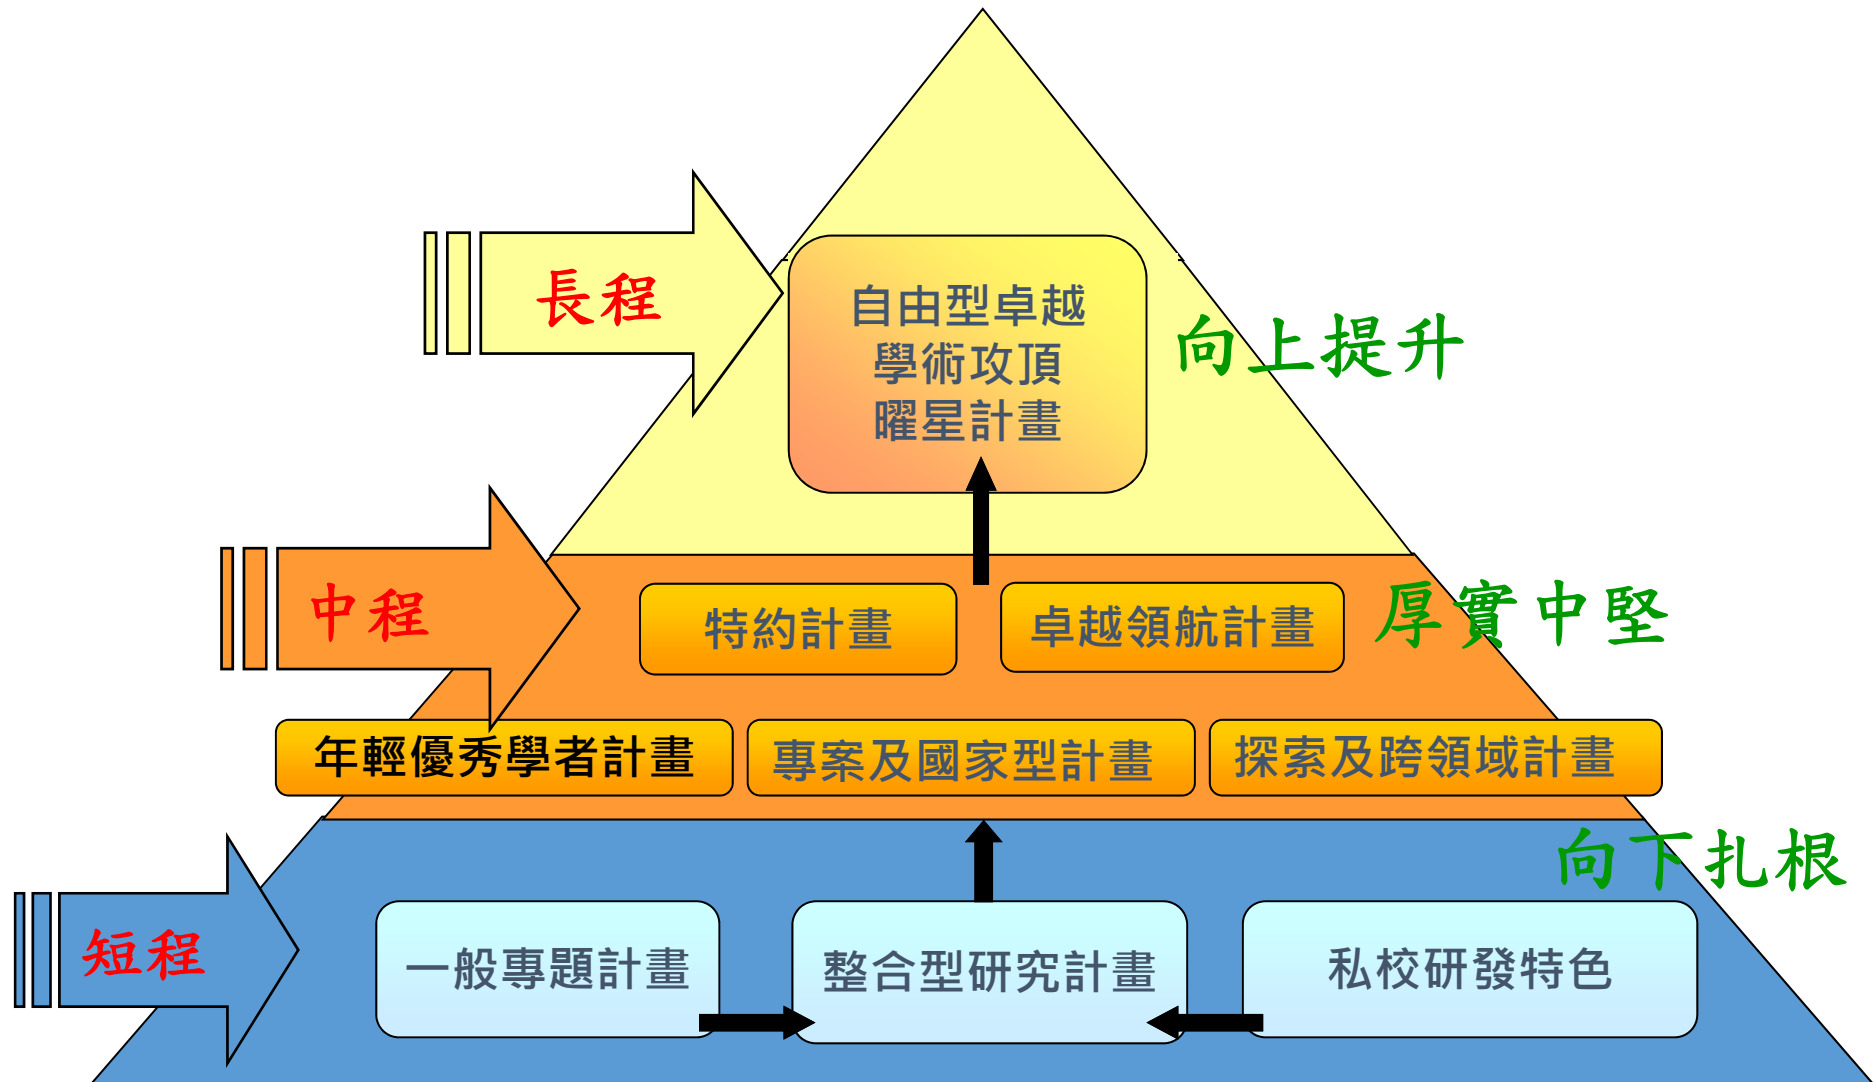 長程
自由型卓越
學術攻頂
曜星計畫
向上提升
中程
特約計畫
卓越領航計畫
厚實中堅
年輕優秀學者計畫
專案及國家型計畫
探索及跨領域計畫
向下扎根
短程
一般專題計畫
整合型研究計畫
私校研發特色